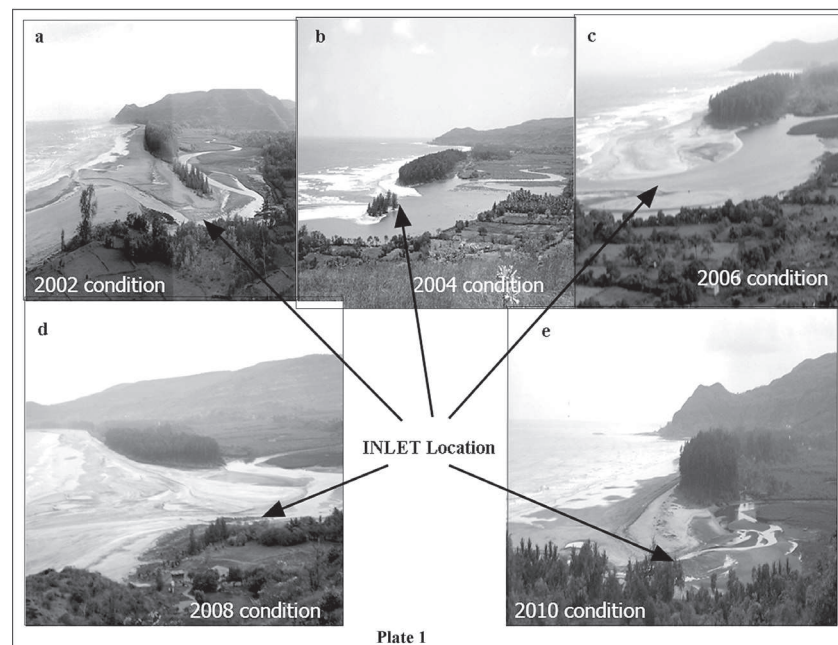 a
b
c
2002 condition
2004 condition
2006 condition
d
e
INLET Location
2008 condition
2010 condition
Plate 1